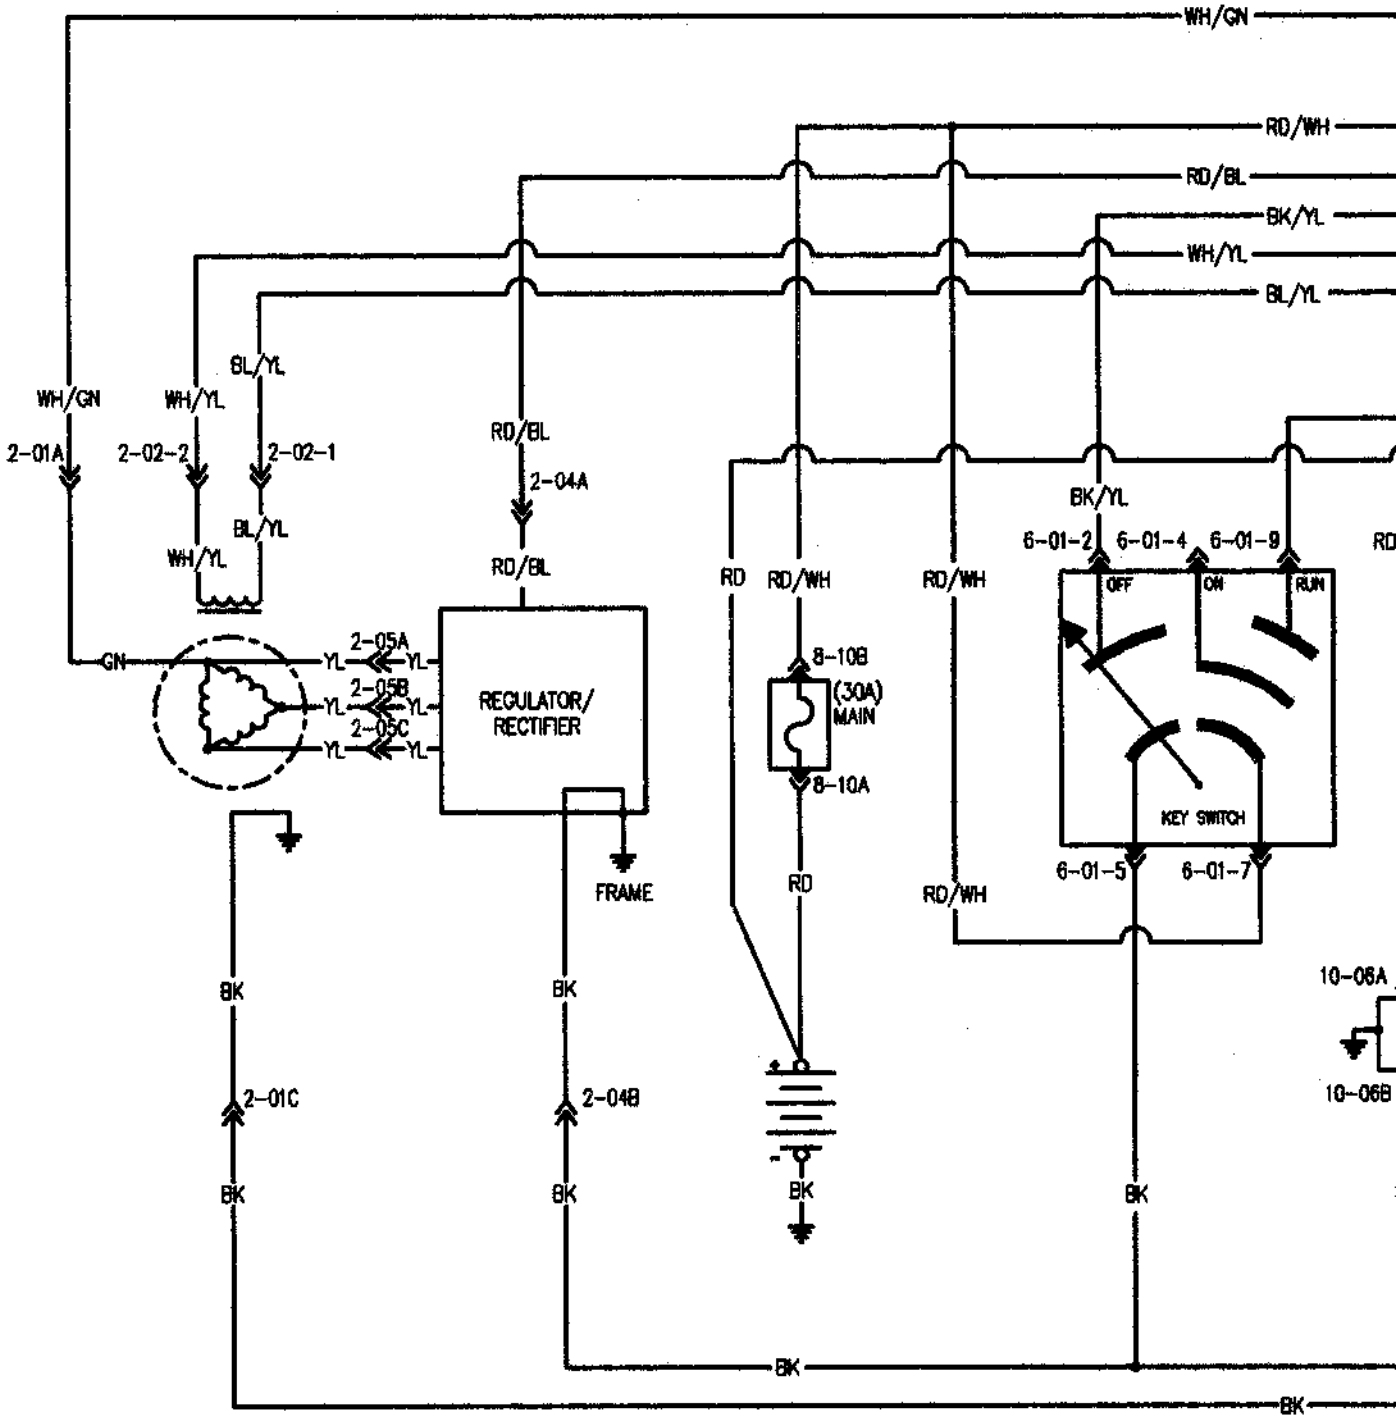 WH/GN
RD/WH
RD/BL
BK/YL
WH/YL
BL/YL
BL/YL
WH/GN
WH/YL
RD/BL
2-01A
2-02-2
2-02-1
2-04A
BK/YL
BL/YL
WH/YL
RD/BL
6-01-2
6-01-4
6-01-9
RD
RD
RD/WH
RD/WH
OFF
ON
RUN
GN
YL
2-05A
YL
8-10B
YL
2-05B
YL
REGULATOR/
RECTIFIER
(30A)
MAIN
YL
2-05C
YL
8-10A
KEY SWITCH
6-01-5
6-01-7
FRAME
RD
RD/WH
BK
BK
10-06A
+
10-06B
2-01C
2-04B
-
BK
BK
BK
BK
BK
BK